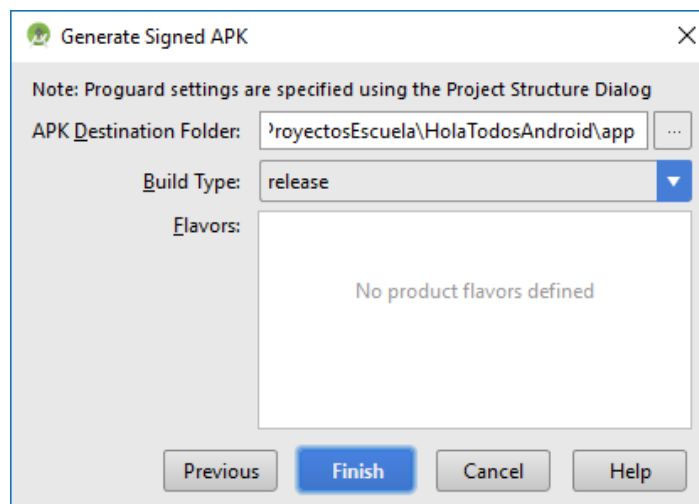 Generate Signed APK
Note: Proguard settings are specified using the Project Structure Dialog
APK Destination Folder: royectosEscuela\HolaTodosAndroid\app ...
Build Type: release
Flavors:
No product flavors defined
Previous Finish Cancel Help